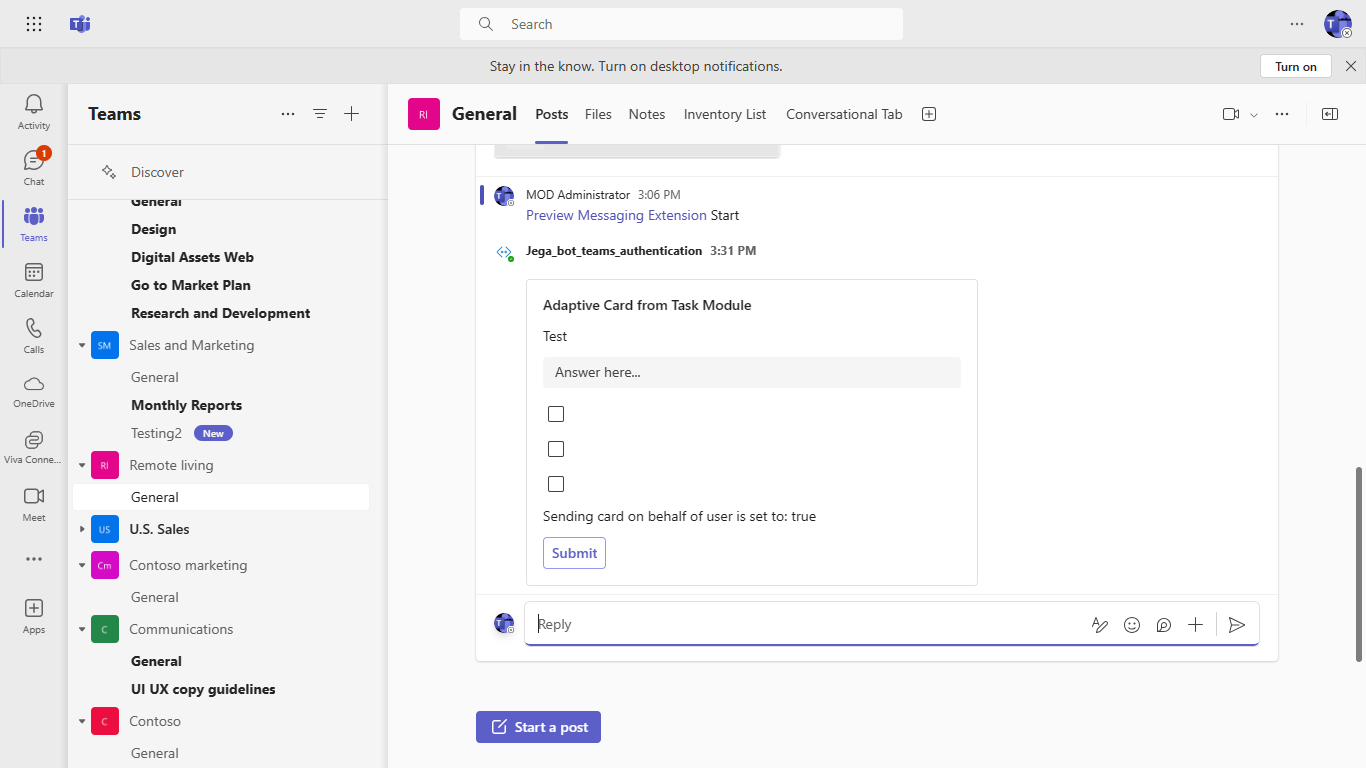 Search
Stay in the know. Turn on desktop notifications.
Turn on
Activity
Chat
1
Teams
Calendar
Calls
OneDrive
Viva Conne...
Meet
Apps
Teams
Discover
General
Design
Digital Assets Web
Go to Market Plan
Research and Development
SM Sales and Marketing
General
Monthly Reports
Testing2 New
RI Remote living
General
US U.S. Sales
Cm Contoso marketing
General
C Communications
General
UI UX copy guidelines
C Contoso
General
RI General Posts Files Notes Inventory List Conversational Tab
MOD Administrator 3:06 PM
Preview Messaging Extension Start
Jega_bot_teams_authentication 3:31 PM
Adaptive Card from Task Module
Test
Answer here...
Sending card on behalf of user is set to: true
Submit
Reply
Start a post